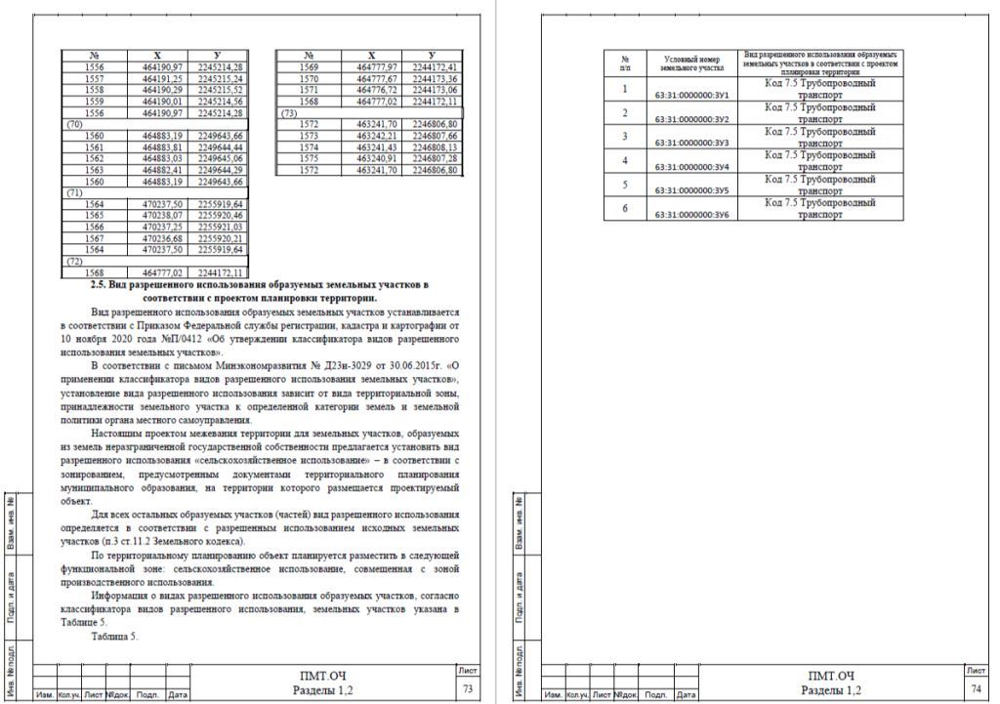 № Х У
1556 464190,97 2245214,28
1557 464191,25 2245215,24
1558 464190,29 2245215,52
1559 464190,01 2245214,56
1556 464190,97 2245214,28
(70)
1560 464883,19 2249643,66
1561 464883,81 2249644,44
1562 464883,03 2249645,06
1563 464882,41 2249644,29
1560 464883,19 2249643,66
(71)
1564 470237,50 2255919,64
1565 470238,07 2255920,46
1566 470237,25 2255921,03
1567 470236,68 2255920,21
1564 470237,50 2255919,64
(72)
1568 464777,02 2244172,11
№ Х У
1569 464777,97 2244172,41
1570 464777,67 2244173,36
1571 464776,72 2244173,06
1568 464777,02 2244172,11
(73)
1572 463241,70 2246806,80
1573 463242,21 2246807,66
1574 463241,43 2246808,13
1575 463240,91 2246807,28
1572 463241,70 2246806,80
2.5. Вид разрешенного использования образуемых земельных участков в
соответствии с проектом планировки территории.
Вид разрешенного использования образуемых земельных участков устанавливается
в соответствии с Приказом Федеральной службы регистрации, кадастра и картографии от
10 ноября 2020 года №П/0412 «Об утверждении классификатора видов разрешенного
использования земельных участков».
В соответствии с письмом Минэкономразвития № Д23и-3029 от 30.06.2015г. «О
применении классификатора видов разрешенного использования земельных участков»,
установление вида разрешенного использования зависит от вида территориальной зоны,
принадлежности земельного участка к определенной категории земель и земельной
политики органа местного самоуправления.
Настоящим проектом межевания территории для земельных участков, образуемых
из земель неразграниченной государственной собственности предлагается установить вид
разрешенного использования «сельскохозяйственное использование» – в соответствии с
зонированием, предусмотренным документами территориального планирования
муниципального образования, на территории которого размещается проектируемый
объект.
Для всех остальных образуемых участков (частей) вид разрешенного использования
определяется в соответствии с разрешенным использованием исходных земельных
участков (п.3 ст.11.2 Земельного кодекса).
По территориальному планированию объект планируется разместить в следующей
функциональной зоне: сельскохозяйственное использование, совмещенная с зоной
производственного использования.
Информация о видах разрешенного использования образуемых участков, согласно
классификатора видов разрешенного использования, земельных участков указана в
Таблице 5.
Таблица 5.
Взам. инв. №
Подп. и дата
Инв. №подл.
Изм. Кол.уч. Лист №док. Подп. Дата
ПМТ.ОЧ
Разделы 1,2
Лист
73
№
п/п
Условный номер
земельного участка
Вид разрешенного использования образуемых
земельных участков в соответствии с проектом
планировки территории
1 63:31:0000000:ЗУ1 Код 7.5 Трубопроводный
транспорт
2 63:31:0000000:ЗУ2 Код 7.5 Трубопроводный
транспорт
3 63:31:0000000:ЗУ3 Код 7.5 Трубопроводный
транспорт
4 63:31:0000000:ЗУ4 Код 7.5 Трубопроводный
транспорт
5 63:31:0000000:ЗУ5 Код 7.5 Трубопроводный
транспорт
6 63:31:0000000:ЗУ6 Код 7.5 Трубопроводный
транспорт
Взам. инв. №
Подп. и дата
Инв. №подл.
Изм. Кол.уч. Лист №док. Подп. Дата
ПМТ.ОЧ
Разделы 1,2
Лист
74